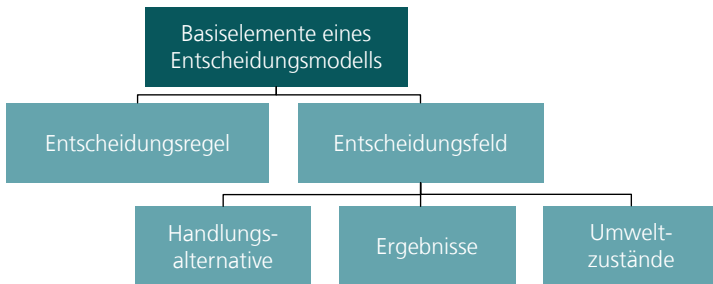 Basiselemente eines
Entscheidungsmodells
Entscheidungsregel
Entscheidungsfeld
Handlungs-
alternative
Ergebnisse
Umwelt-
zustände